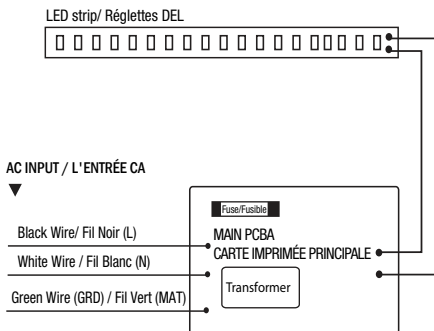 LED strip/ Réglettes DEL
AC INPUT / L'ENTRÉE CA
Fuse/Fusible
Black Wire/ Fil Noir (L)
MAIN PCBA
CARTE IMPRIMÉE PRINCIPALE
White Wire / Fil Blanc (N)
Transformer
Green Wire (GRD) / Fil Vert (MAT)